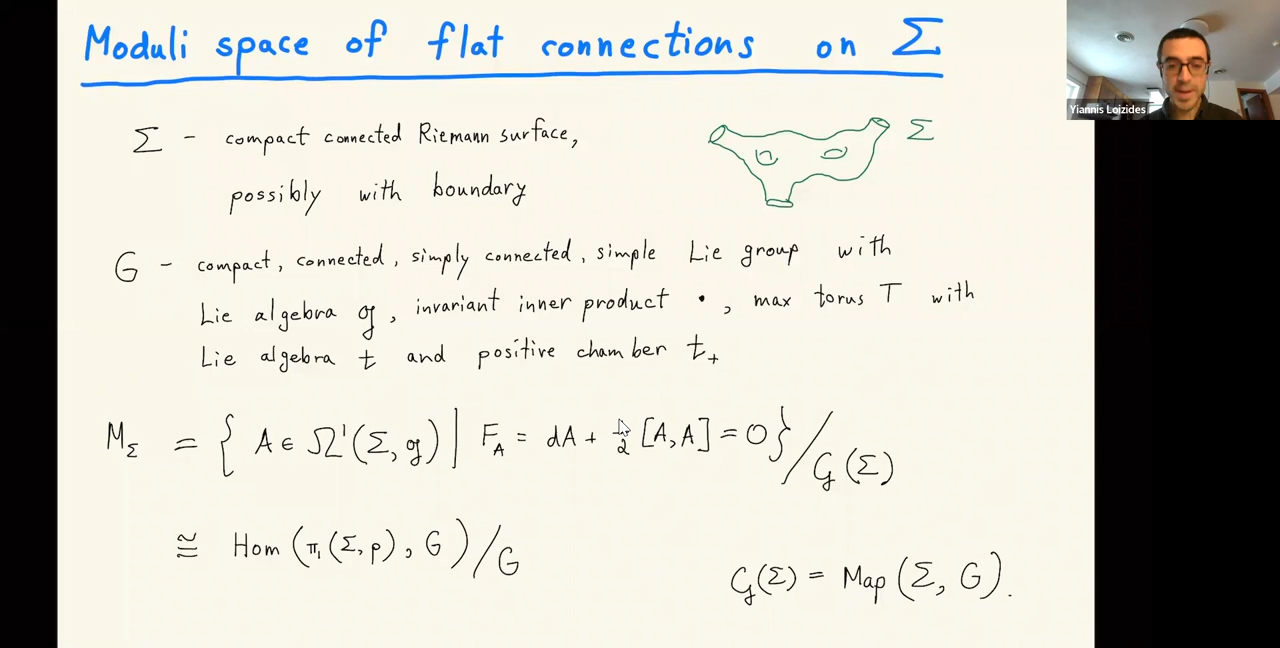 Moduli space of flat connections on Σ
Yiannis Loizides
Σ - compact connected Riemann surface,
possibly with boundary
Σ
G - compact, connected, simply connected, simple Lie group with
Lie algebra 𝔤, invariant inner product •, max torus T with
Lie algebra t and positive chamber t₊
M_Σ = { A ∈ Ω¹(Σ, 𝔤) | F_A = dA + ½ [A, A] = 0 } / 𝒢(Σ)
≅ Hom(π₁(Σ, p), G) / G
𝒢(Σ) = Map(Σ, G).